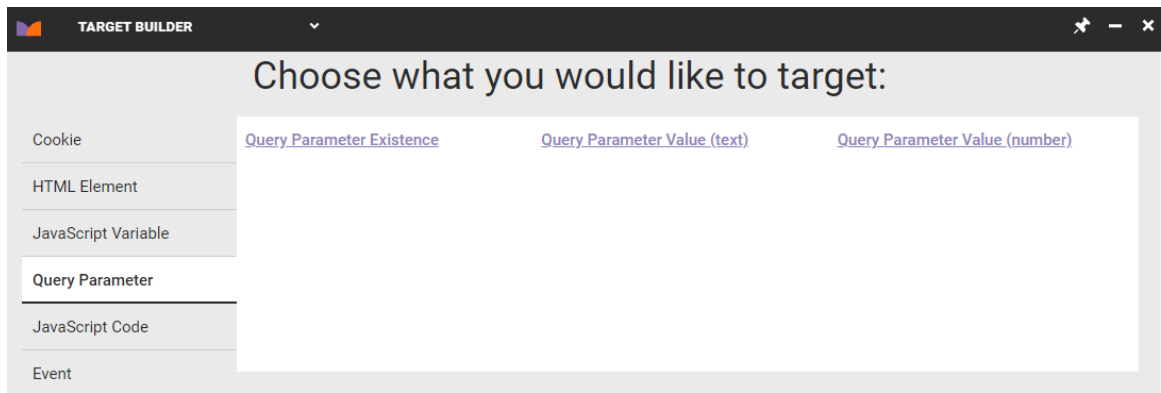 TARGET BUILDER
Choose what you would like to target:
Cookie
HTML Element
JavaScript Variable
Query Parameter
JavaScript Code
Event
Query Parameter Existence
Query Parameter Value (text)
Query Parameter Value (number)